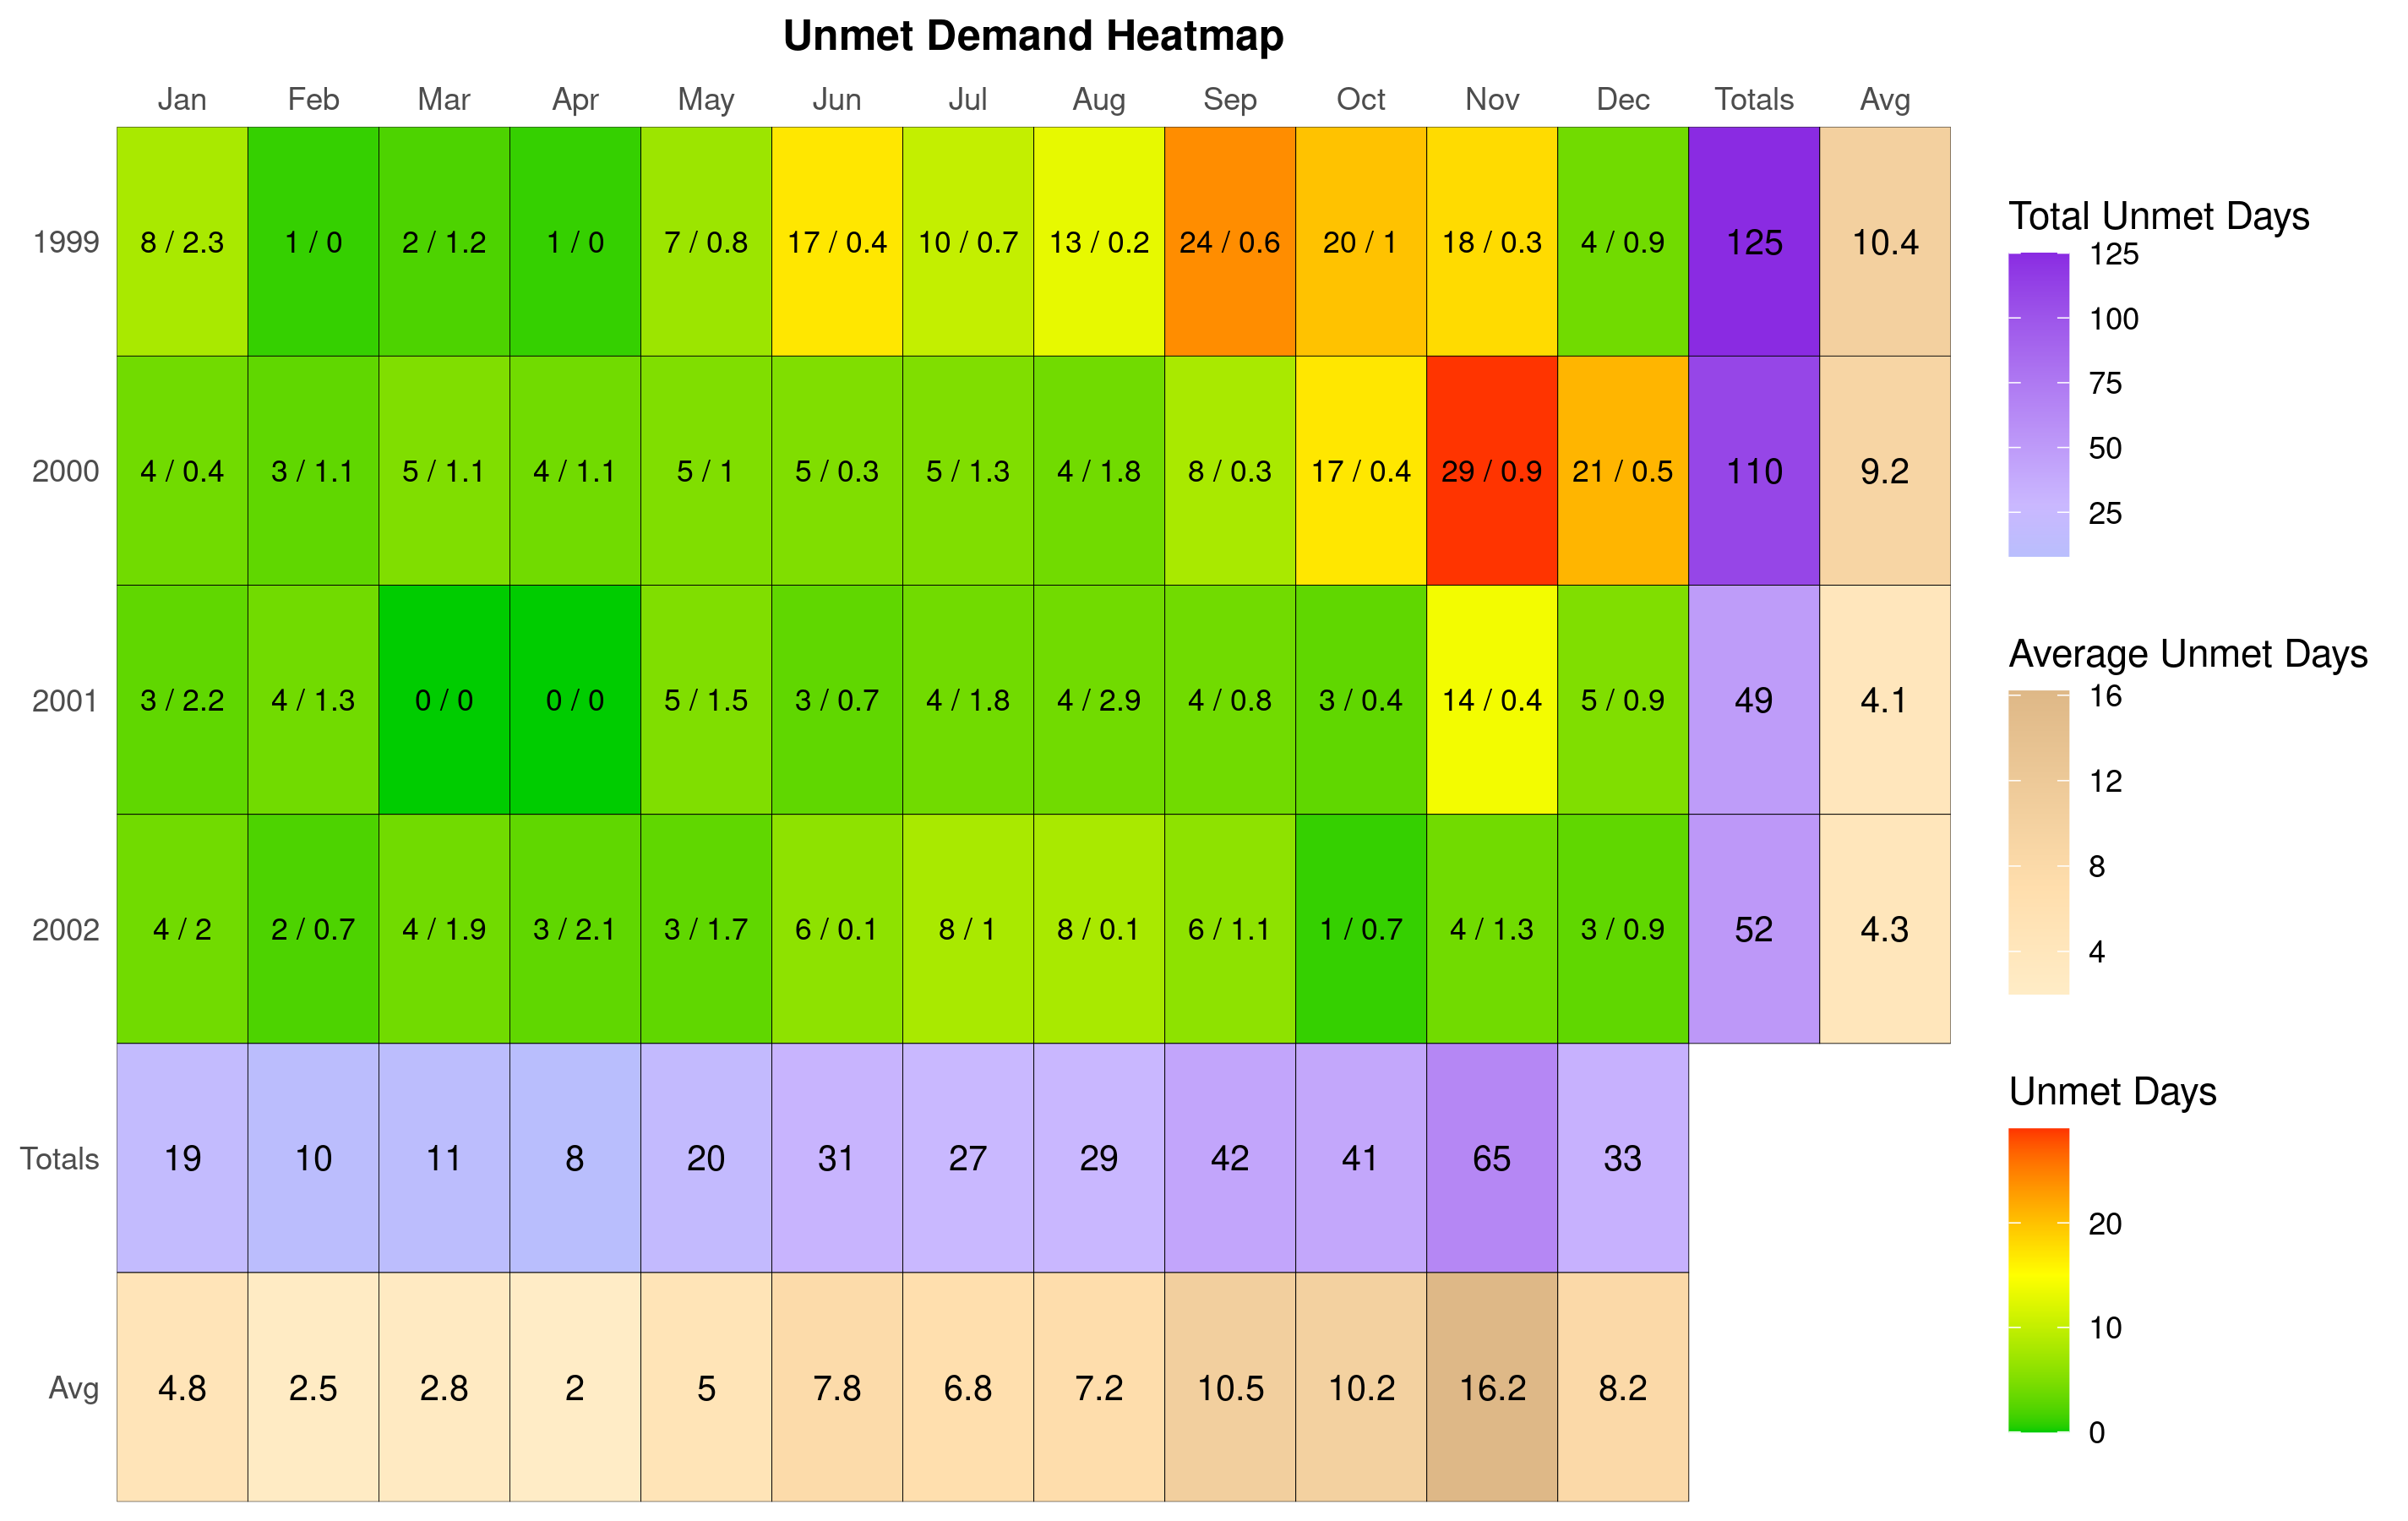 Unmet Demand Heatmap
Jan Feb Mar Apr May Jun Jul Aug Sep Oct Nov Dec Totals Avg
1999 8 / 2.3 1 / 0 2 / 1.2 1 / 0 7 / 0.8 17 / 0.4 10 / 0.7 13 / 0.2 24 / 0.6 20 / 1 18 / 0.3 4 / 0.9 125 10.4
2000 4 / 0.4 3 / 1.1 5 / 1.1 4 / 1.1 5 / 1 5 / 0.3 5 / 1.3 4 / 1.8 8 / 0.3 17 / 0.4 29 / 0.9 21 / 0.5 110 9.2
2001 3 / 2.2 4 / 1.3 0 / 0 0 / 0 5 / 1.5 3 / 0.7 4 / 1.8 4 / 2.9 4 / 0.8 3 / 0.4 14 / 0.4 5 / 0.9 49 4.1
2002 4 / 2 2 / 0.7 4 / 1.9 3 / 2.1 3 / 1.7 6 / 0.1 8 / 1 8 / 0.1 6 / 1.1 1 / 0.7 4 / 1.3 3 / 0.9 52 4.3
Totals 19 10 11 8 20 31 27 29 42 41 65 33
Avg 4.8 2.5 2.8 2 5 7.8 6.8 7.2 10.5 10.2 16.2 8.2
Total Unmet Days
125
100
75
50
25
Average Unmet Days
16
12
8
4
Unmet Days
20
10
0